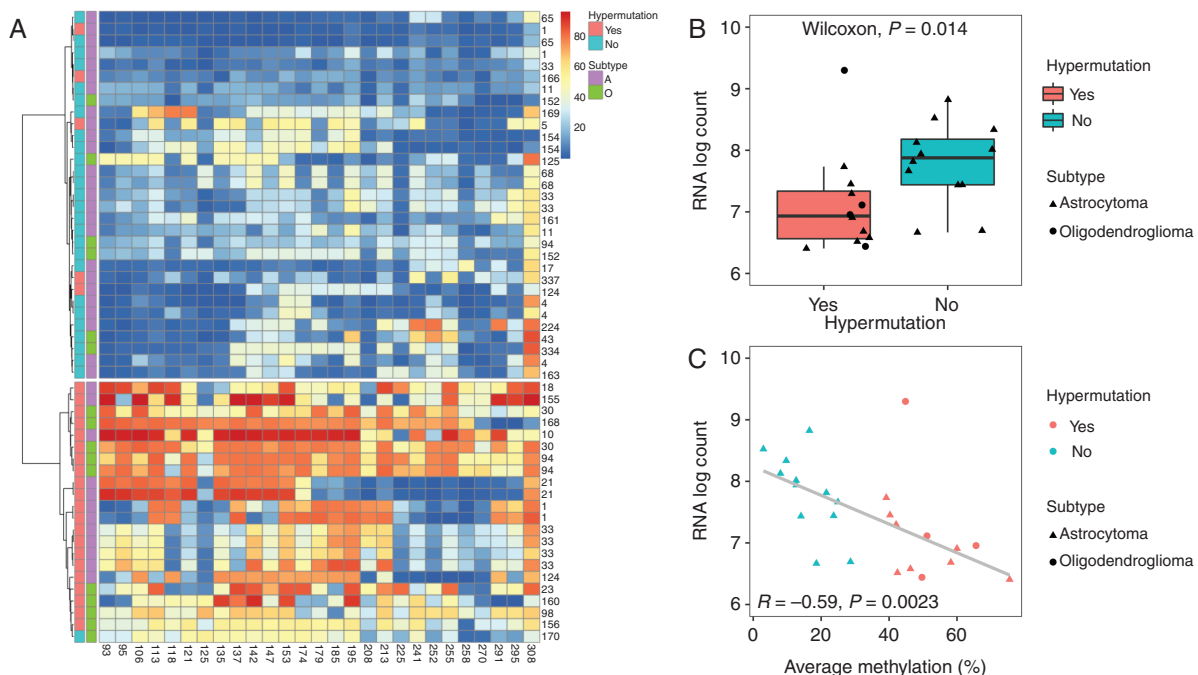 A
Hypermutation
Yes
No
Subtype
A
O
80
60
40
20
65
1
65
1
33
166
11
152
169
5
154
154
125
68
68
33
33
161
11
94
152
17
337
124
4
4
224
43
334
4
163
18
155
30
168
10
30
94
94
21
21
1
1
33
33
33
33
124
23
160
98
156
170
93 95 106 113 118 121 125 135 137 142 147 153 174 179 185 195 208 213 225 241 252 255 258 270 291 295 308
B
Wilcoxon, P = 0.014
10
9
8
7
6
RNA log count
Yes No
Hypermutation
Hypermutation
Yes
No
Subtype
Astrocytoma
Oligodendroglioma
C
10
9
8
7
6
RNA log count
R = –0.59, P = 0.0023
0 20 40 60
Average methylation (%)
Hypermutation
Yes
No
Subtype
Astrocytoma
Oligodendroglioma